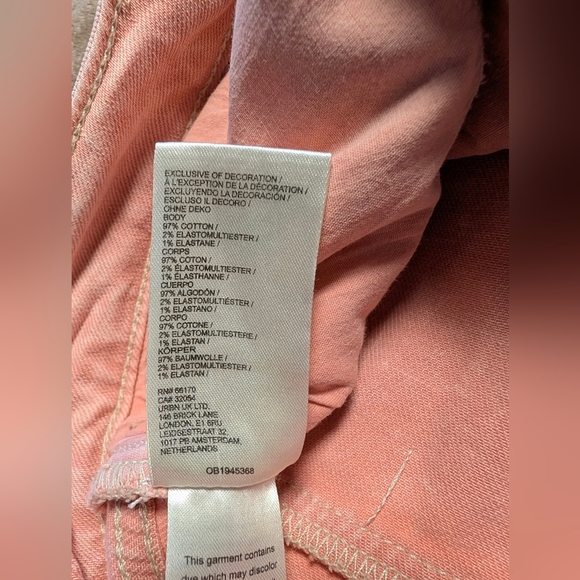 EXCLUSIVE OF DECORATION /
À L'EXCEPTION DE LA DÉCORATION /
EXCLUYENDO LA DECORACIÓN /
ESCLUSO IL DECORO /
OHNE DEKO
BODY
97% COTTON /
2% ELASTOMULTIESTER /
1% ELASTANE /
CORPS
97% COTON /
2% ÉLASTOMULTIESTER /
1% ÉLASTHANNE /
CUERPO
97% ALGODÓN /
2% ELASTOMULTIÉSTER /
1% ELASTANO /
CORPO
97% COTONE /
2% ELASTOMULTIESTERE /
1% ELASTAN /
KÖRPER
97% BAUMWOLLE /
2% ELASTOMULTIESTER /
1% ELASTAN /
RN# 66170
CA# 32054
URBN UK LTD.
146 BRICK LANE
LONDON, E1 6RU
LEIDSESTRAAT 32,
1017 PB AMSTERDAM,
NETHERLANDS
OB1945368
This garment contains
dye which may discolor